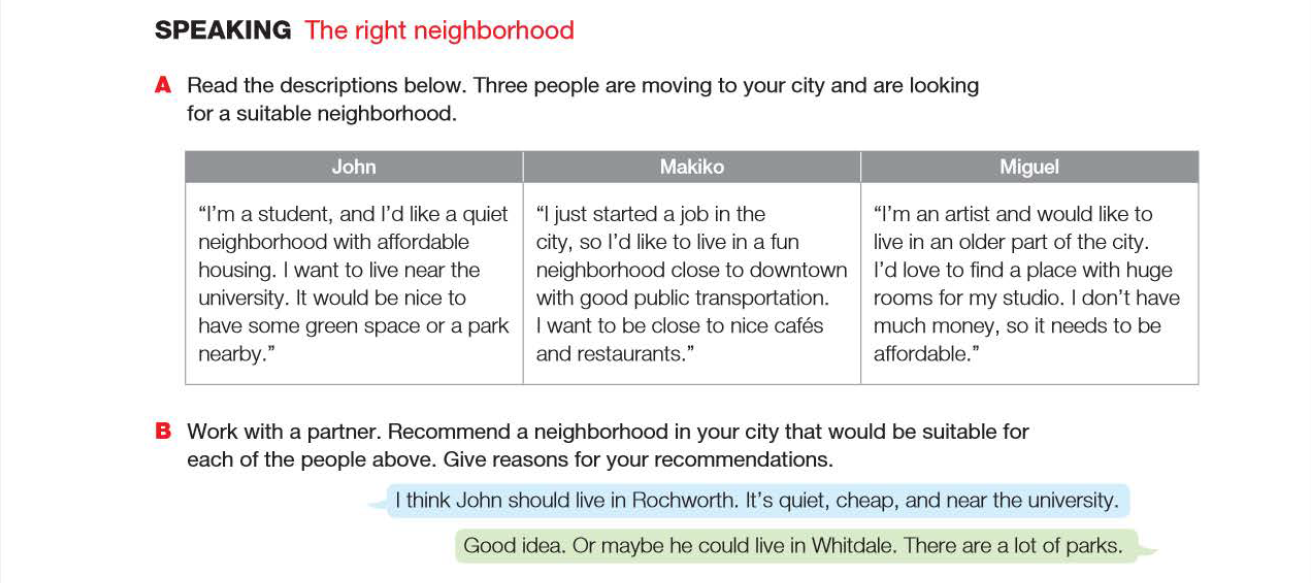 SPEAKING The right neighborhood
A Read the descriptions below. Three people are moving to your city and are looking
for a suitable neighborhood.
John
“I’m a student, and I’d like a quiet
neighborhood with affordable
housing. I want to live near the
university. It would be nice to
have some green space or a park
nearby.”
Makiko
“I just started a job in the
city, so I’d like to live in a fun
neighborhood close to downtown
with good public transportation.
I want to be close to nice cafés
and restaurants.”
Miguel
“I’m an artist and would like to
live in an older part of the city.
I’d love to find a place with huge
rooms for my studio. I don’t have
much money, so it needs to be
affordable.”
B Work with a partner. Recommend a neighborhood in your city that would be suitable for
each of the people above. Give reasons for your recommendations.
I think John should live in Rochworth. It’s quiet, cheap, and near the university.
Good idea. Or maybe he could live in Whitdale. There are a lot of parks.